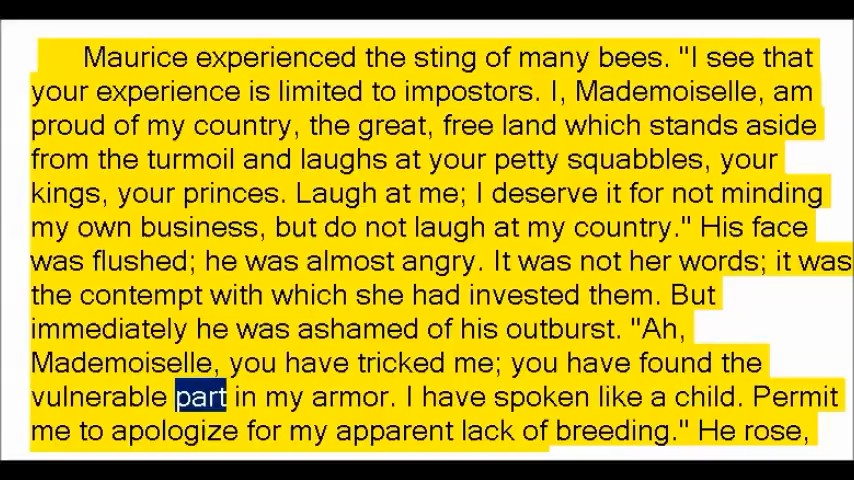 Maurice experienced the sting of many bees. "I see that
your experience is limited to impostors. I, Mademoiselle, am
proud of my country, the great, free land which stands aside
from the turmoil and laughs at your petty squabbles, your
kings, your princes. Laugh at me; I deserve it for not minding
my own business, but do not laugh at my country." His face
was flushed; he was almost angry. It was not her words; it was
the contempt with which she had invested them. But
immediately he was ashamed of his outburst. "Ah,
Mademoiselle, you have tricked me; you have found the
vulnerable part in my armor. I have spoken like a child. Permit
me to apologize for my apparent lack of breeding." He rose,